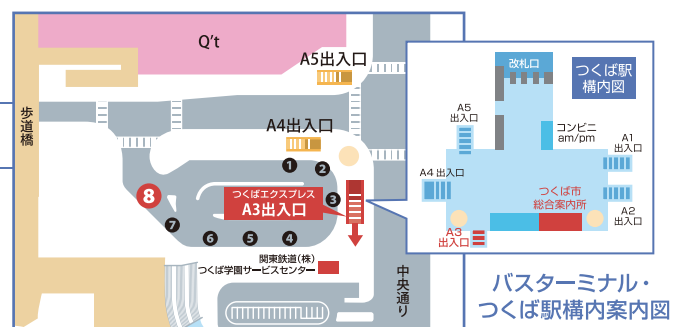 Q't
A5出入口
歩道橋
A4出入口
1
2
3
8
つくばエクスプレス
A3出入口
7
6
5
4
関東鉄道(株)
つくば学園サービスセンター
中央通り
改札口
つくば駅
構内図
A5
出入口
コンビニ
am/pm
A1
出入口
A4 出入口
つくば市
総合案内所
A2
出入口
A3
出入口
バスターミナル・
つくば駅構内案内図